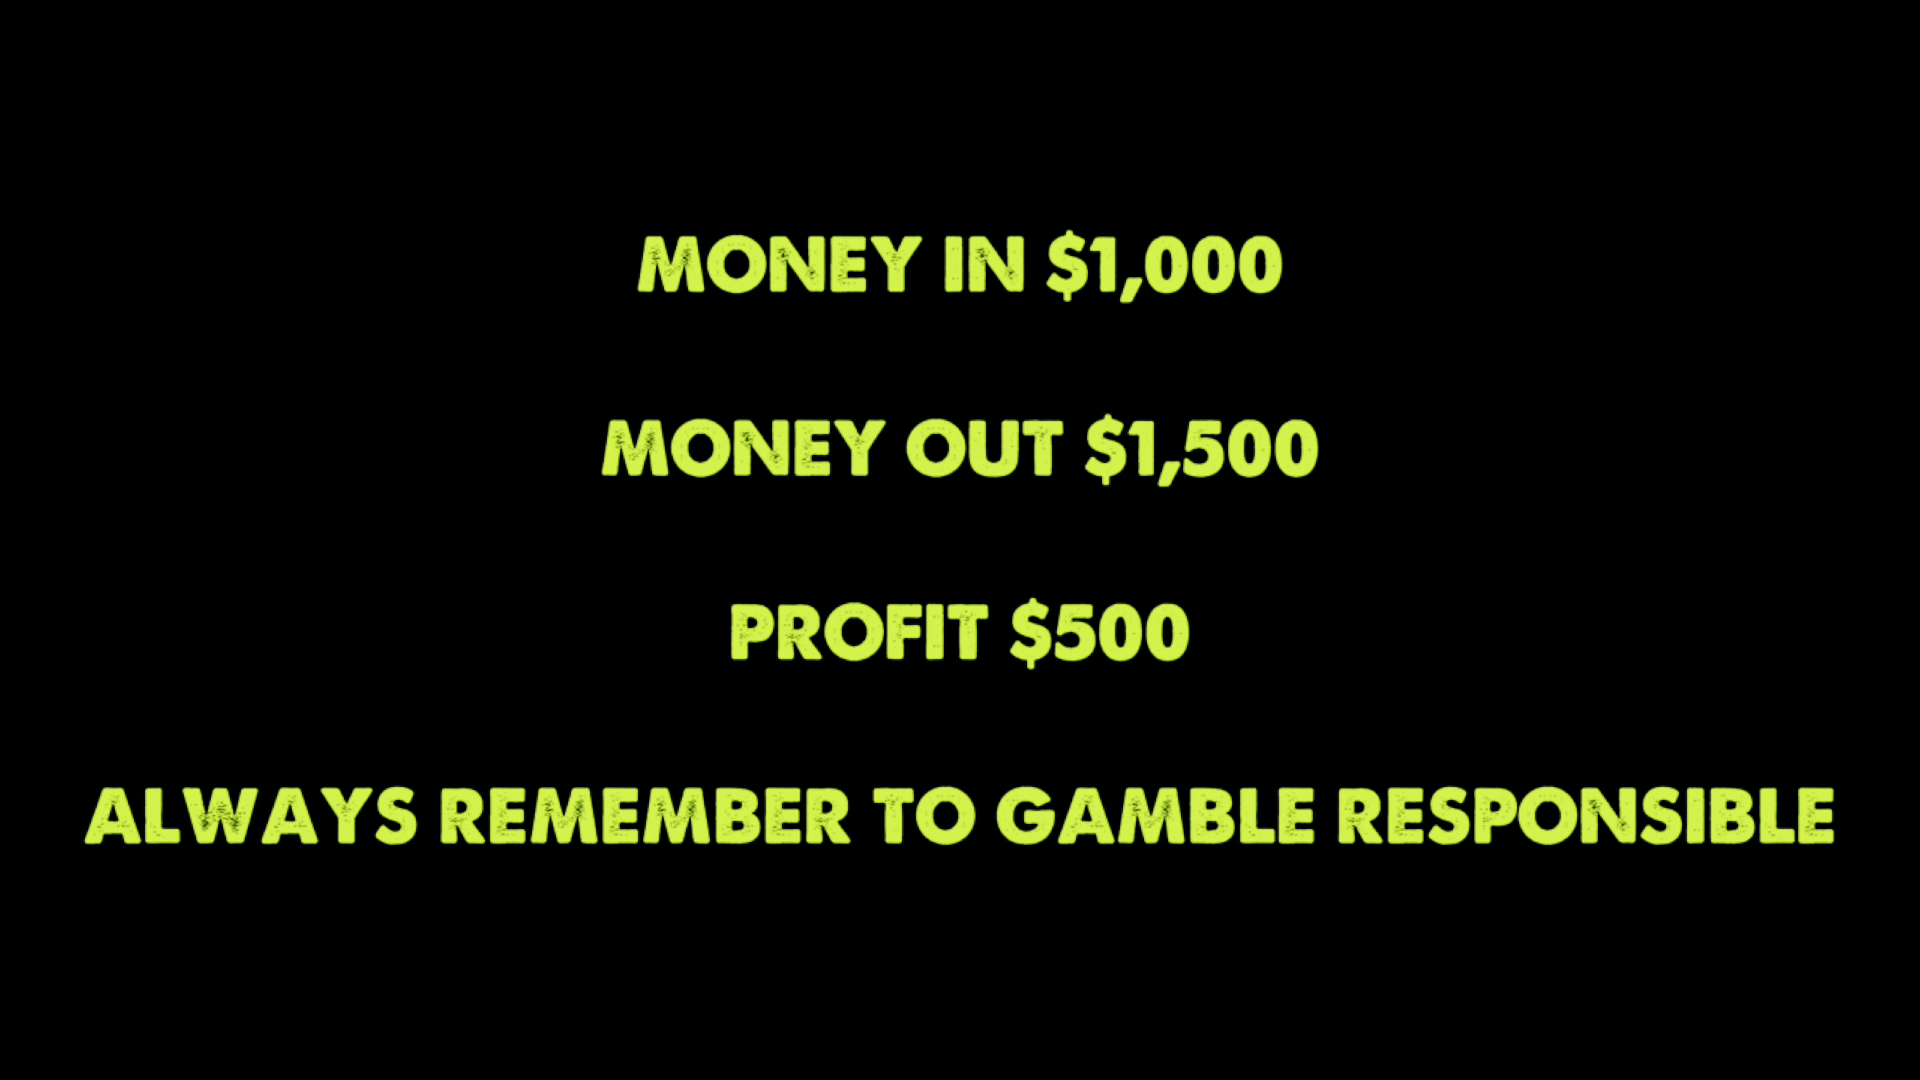 MONEY IN $1,000
MONEY OUT $1,500
PROFIT $500
ALWAYS REMEMBER TO GAMBLE RESPONSIBLE